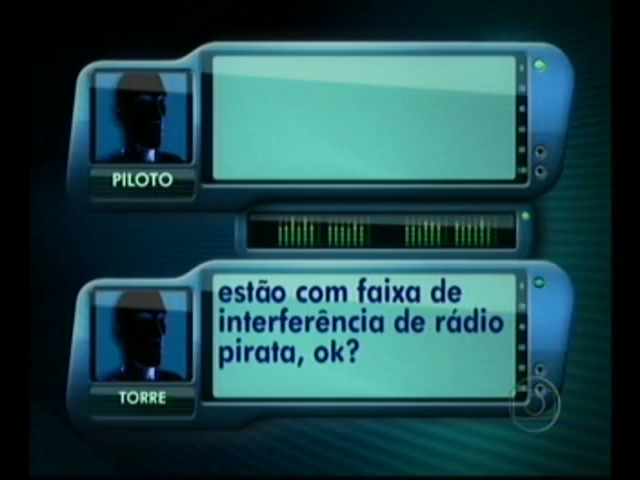 PILOTO
estão com faixa de
interferência de rádio
pirata, ok?
TORRE